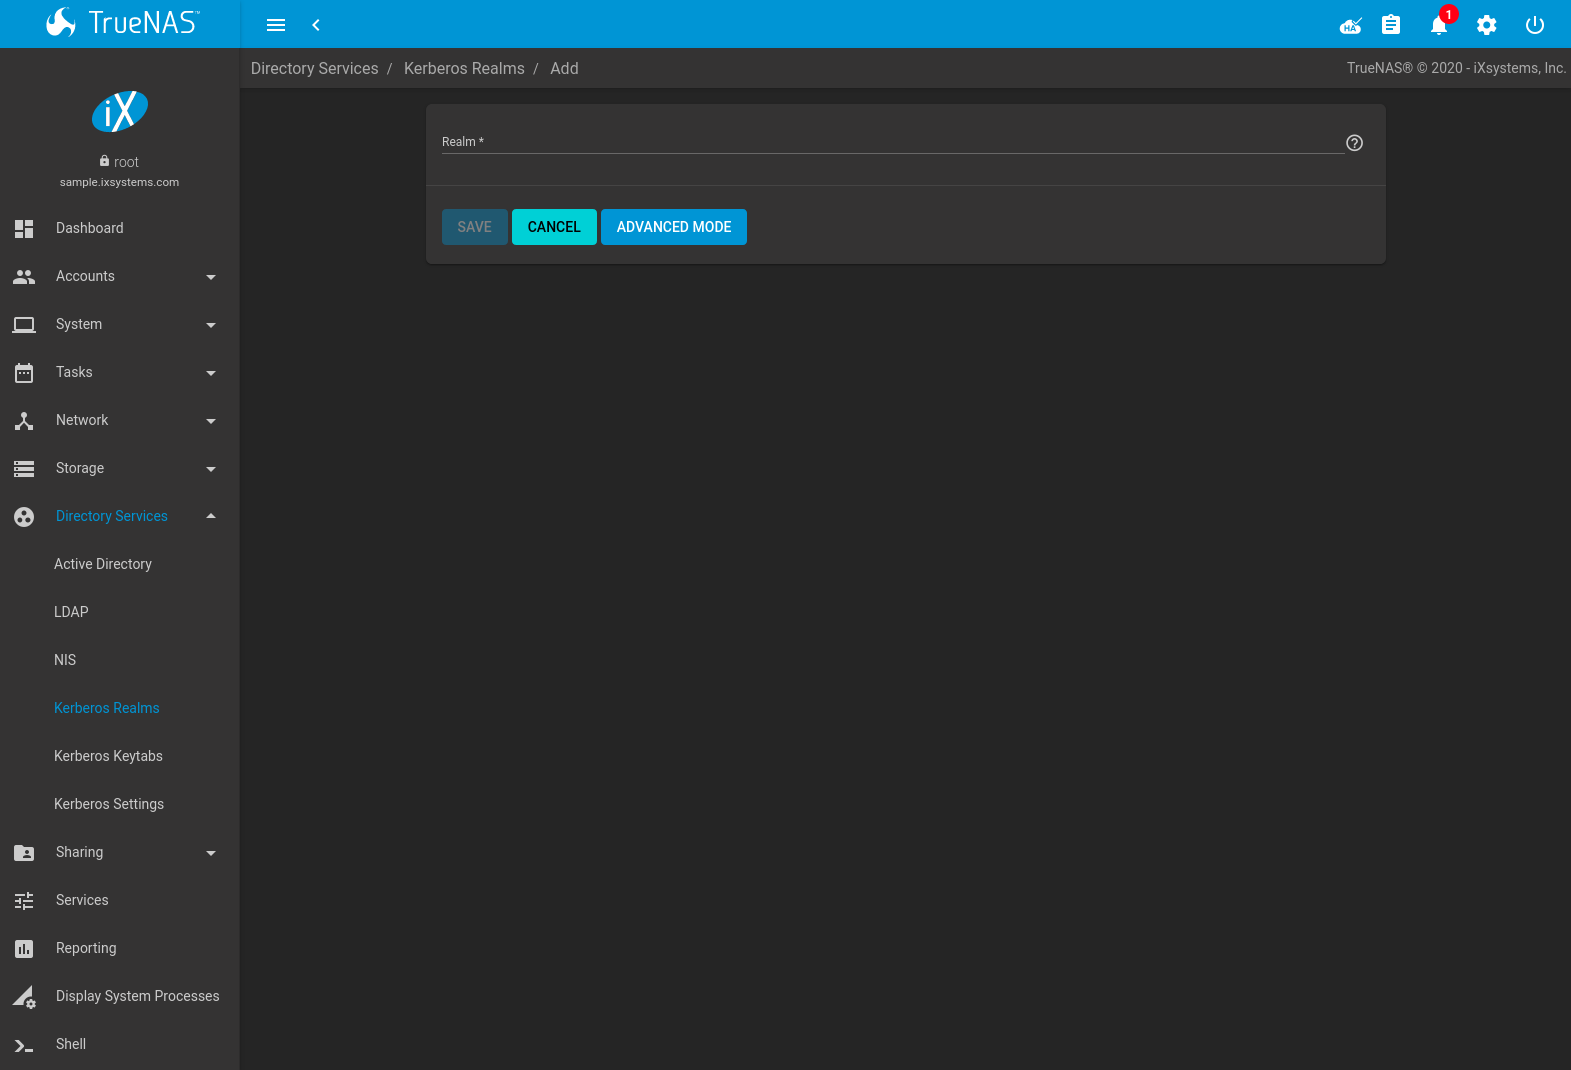 TrueNAS™
HA
1
Directory Services / Kerberos Realms / Add
TrueNAS® © 2020 - iXsystems, Inc.
iX
root
sample.ixsystems.com
Realm *
SAVE
CANCEL
ADVANCED MODE
Dashboard
Accounts
System
Tasks
Network
Storage
Directory Services
Active Directory
LDAP
NIS
Kerberos Realms
Kerberos Keytabs
Kerberos Settings
Sharing
Services
Reporting
Display System Processes
Shell